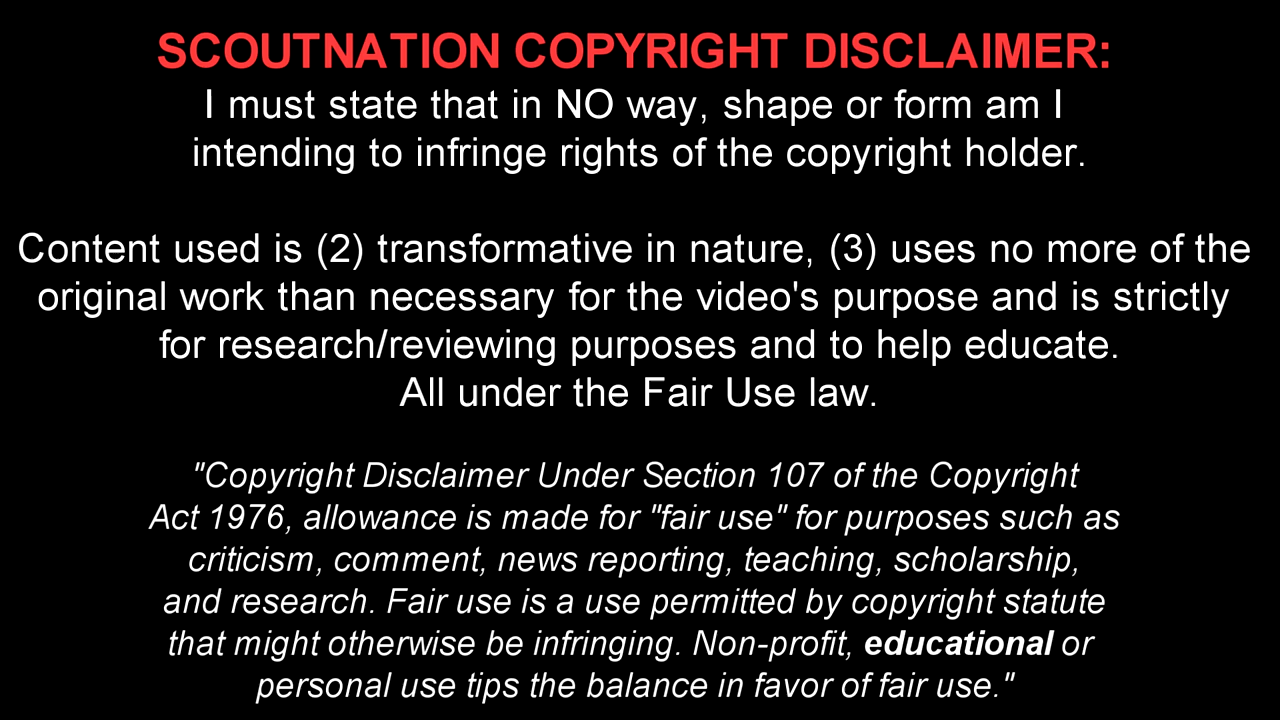 SCOUTNATION COPYRIGHT DISCLAIMER:
I must state that in NO way, shape or form am I
intending to infringe rights of the copyright holder.
Content used is (2) transformative in nature, (3) uses no more of the
original work than necessary for the video's purpose and is strictly
for research/reviewing purposes and to help educate.
All under the Fair Use law.
"Copyright Disclaimer Under Section 107 of the Copyright
Act 1976, allowance is made for "fair use" for purposes such as
criticism, comment, news reporting, teaching, scholarship,
and research. Fair use is a use permitted by copyright statute
that might otherwise be infringing. Non-profit, educational or
personal use tips the balance in favor of fair use."